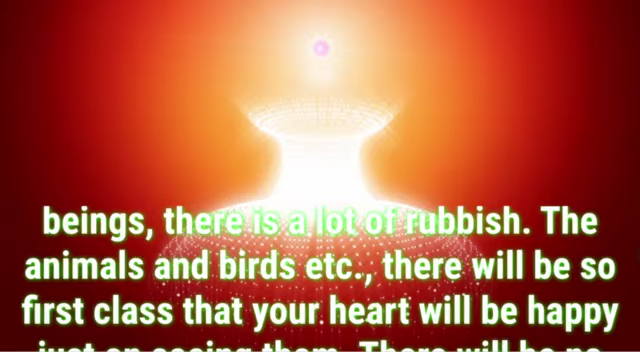 beings, there is a lot of rubbish. The
animals and birds etc., there will be so
first class that your heart will be happy
just on seeing them. There will be no